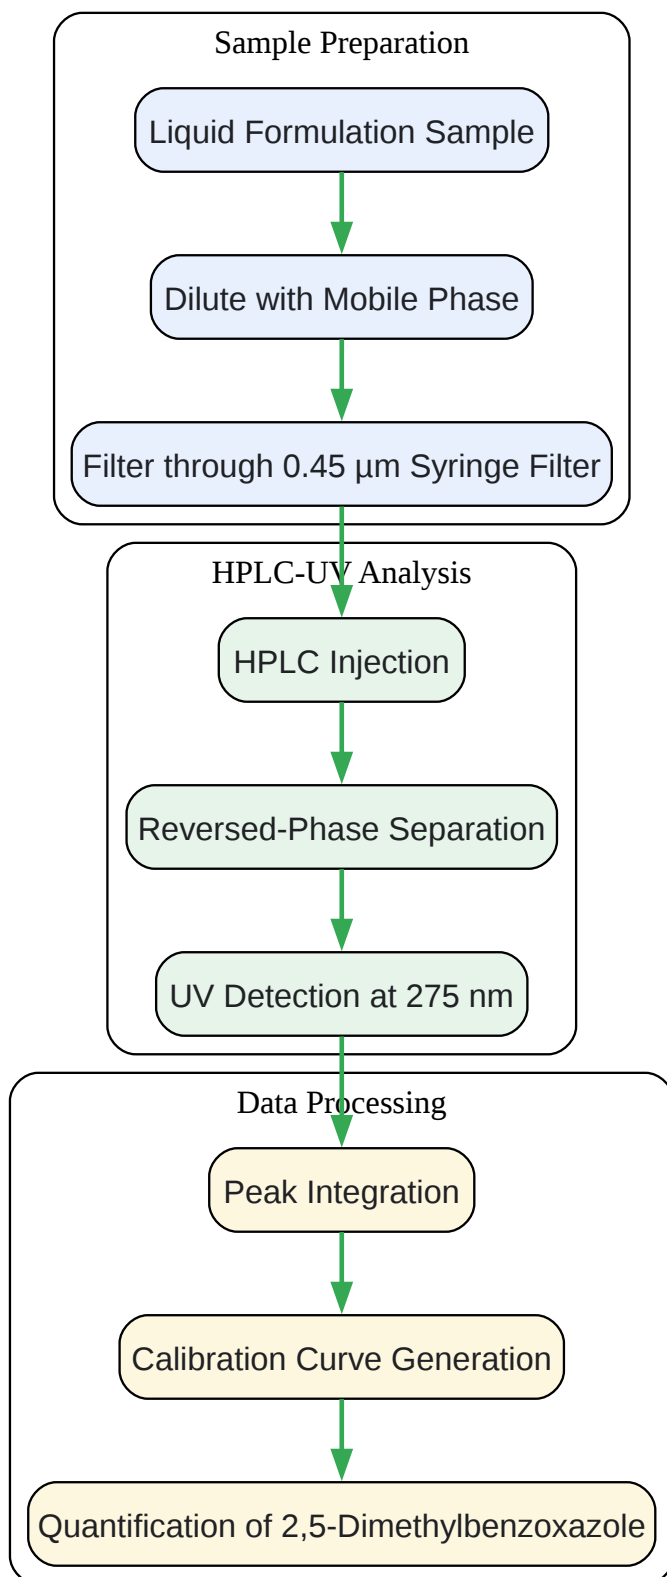 Sample Preparation
Liquid Formulation Sample
Dilute with Mobile Phase
Filter through 0.45 µm Syringe Filter
HPLC-UV Analysis
HPLC Injection
Reversed-Phase Separation
UV Detection at 275 nm
Data Processing
Peak Integration
Calibration Curve Generation
Quantification of 2,5-Dimethylbenzoxazole